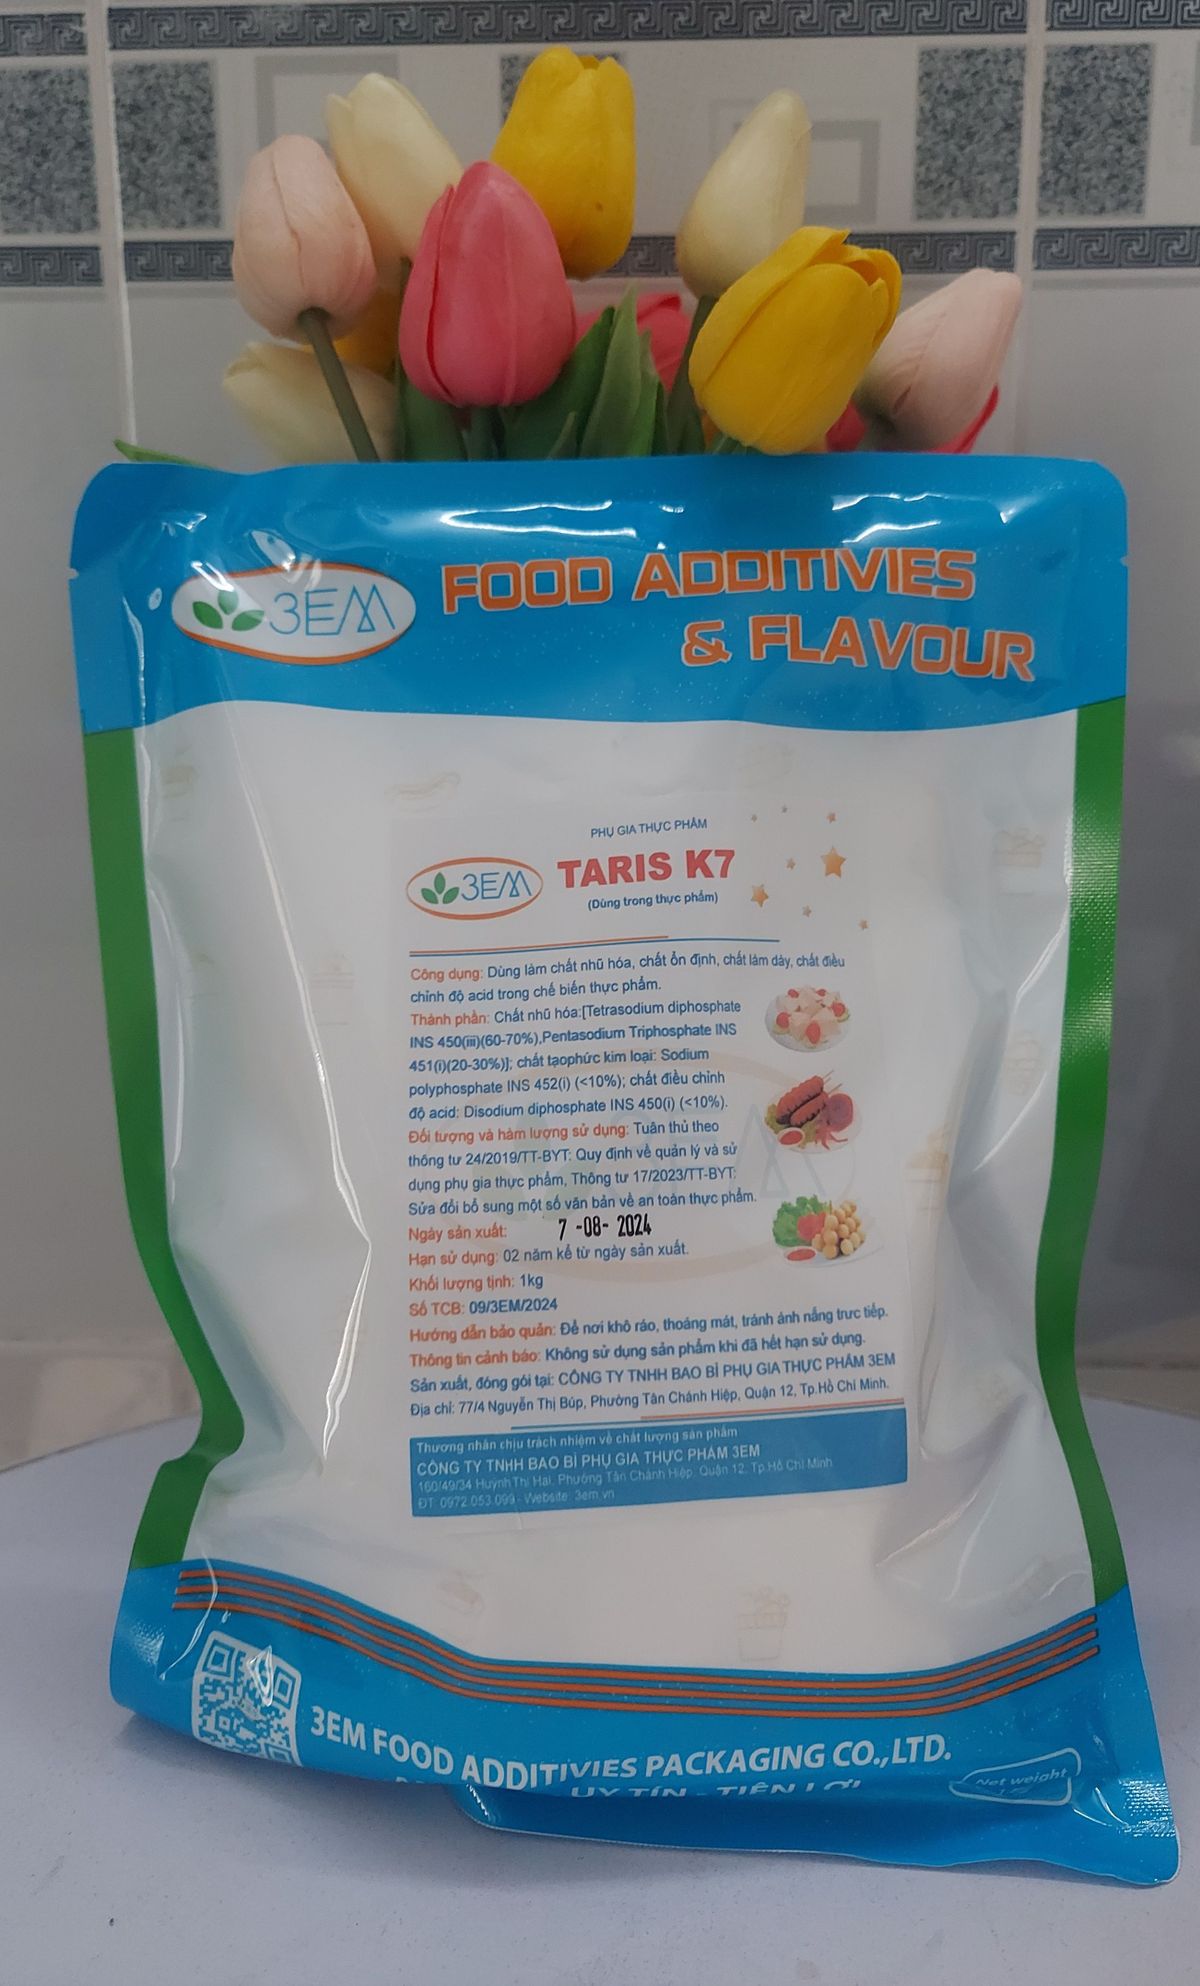 3EM
FOOD ADDITIVIES
& FLAVOUR
PHỤ GIA THỰC PHẨM
3EM
TARIS K7
(Dùng trong thực phẩm)
Công dụng: Dùng làm chất nhũ hóa, chất ổn định, chất làm dày, chất điều
chỉnh độ acid trong chế biến thực phẩm.
Thành phần: Chất nhũ hóa:[Tetrasodium diphosphate
INS 450(iii)(60-70%),Pentasodium Triphosphate INS
451(i)(20-30%)]; chất tạophức kim loại: Sodium
polyphosphate INS 452(i) (<10%); chất điều chỉnh
độ acid: Disodium diphosphate INS 450(i) (<10%).
Đối tượng và hàm lượng sử dụng: Tuân thủ theo
thông tư 24/2019/TT-BYT: Quy định về quản lý và sử
dụng phụ gia thực phẩm, Thông tư 17/2023/TT-BYT:
Sửa đổi bổ sung một số văn bản về an toàn thực phẩm.
Ngày sản xuất: 7 -08- 2024
Hạn sử dụng: 02 năm kể từ ngày sản xuất.
Khối lượng tịnh: 1kg
Số TCB: 09/3EM/2024
Hướng dẫn bảo quản: Để nơi khô ráo, thoáng mát, tránh ánh nắng trực tiếp.
Thông tin cảnh báo: Không sử dụng sản phẩm khi đã hết hạn sử dụng.
Sản xuất, đóng gói tại: CÔNG TY TNHH BAO BÌ PHỤ GIA THỰC PHẨM 3EM
Địa chỉ: 77/4 Nguyễn Thị Búp, Phường Tân Chánh Hiệp, Quận 12, Tp.Hồ Chí Minh.
Thương nhân chịu trách nhiệm về chất lượng sản phẩm
CÔNG TY TNHH BAO BÌ PHỤ GIA THỰC PHẨM 3EM
160/49/34 Huỳnh Thị Hai, Phường Tân Chánh Hiệp, Quận 12, Tp.Hồ Chí Minh
ĐT: 0972.053.099 - Website: 3em.vn
3EM FOOD ADDITIVIES PACKAGING CO.,LTD.
UY TÍN - TIỆN LỢI
Net weight